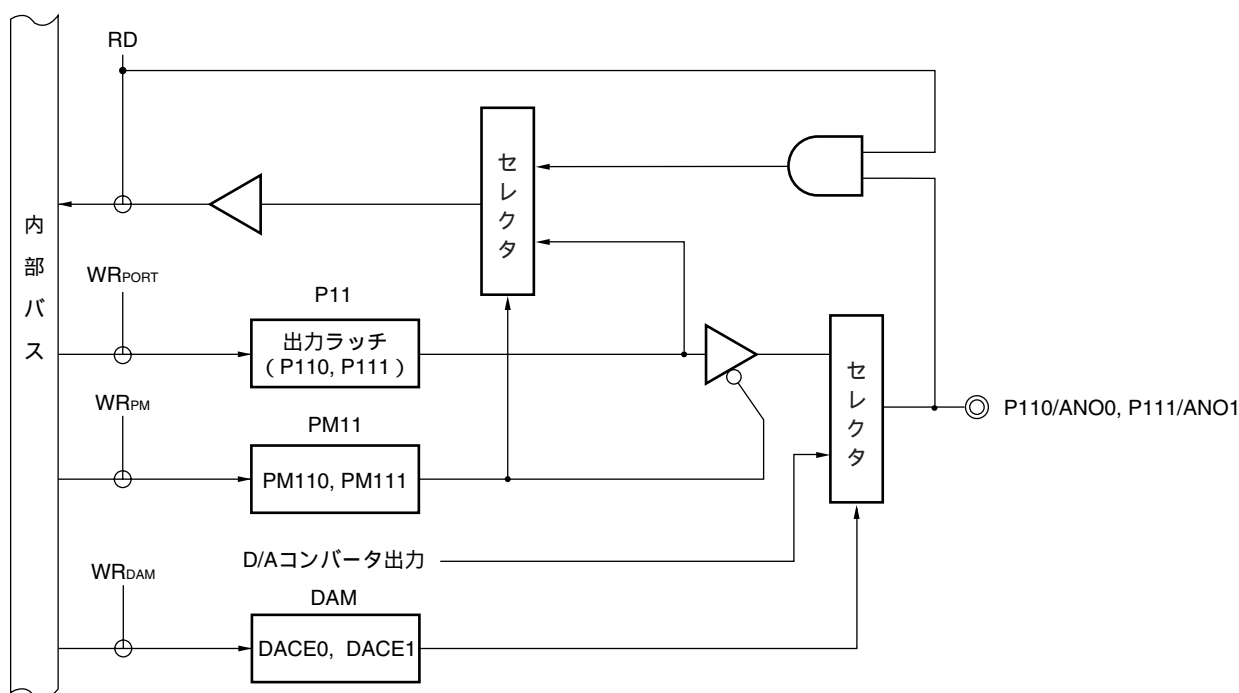 RD
セレクタ
内部バス
WRPORT
P11
出力ラッチ
（P110, P111）
セレクタ
P110/ANO0, P111/ANO1
WRPM
PM11
PM110, PM111
D/Aコンバータ出力
WRDAM
DAM
DACE0, DACE1